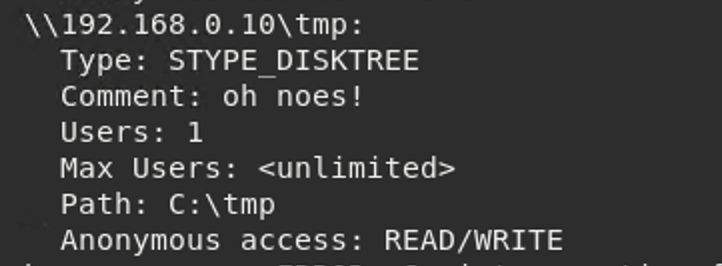 \\192.168.0.10\tmp:
Type: STYPE_DISKTREE
Comment: oh noes!
Users: 1
Max Users: <unlimited>
Path: C:\tmp
Anonymous access: READ/WRITE